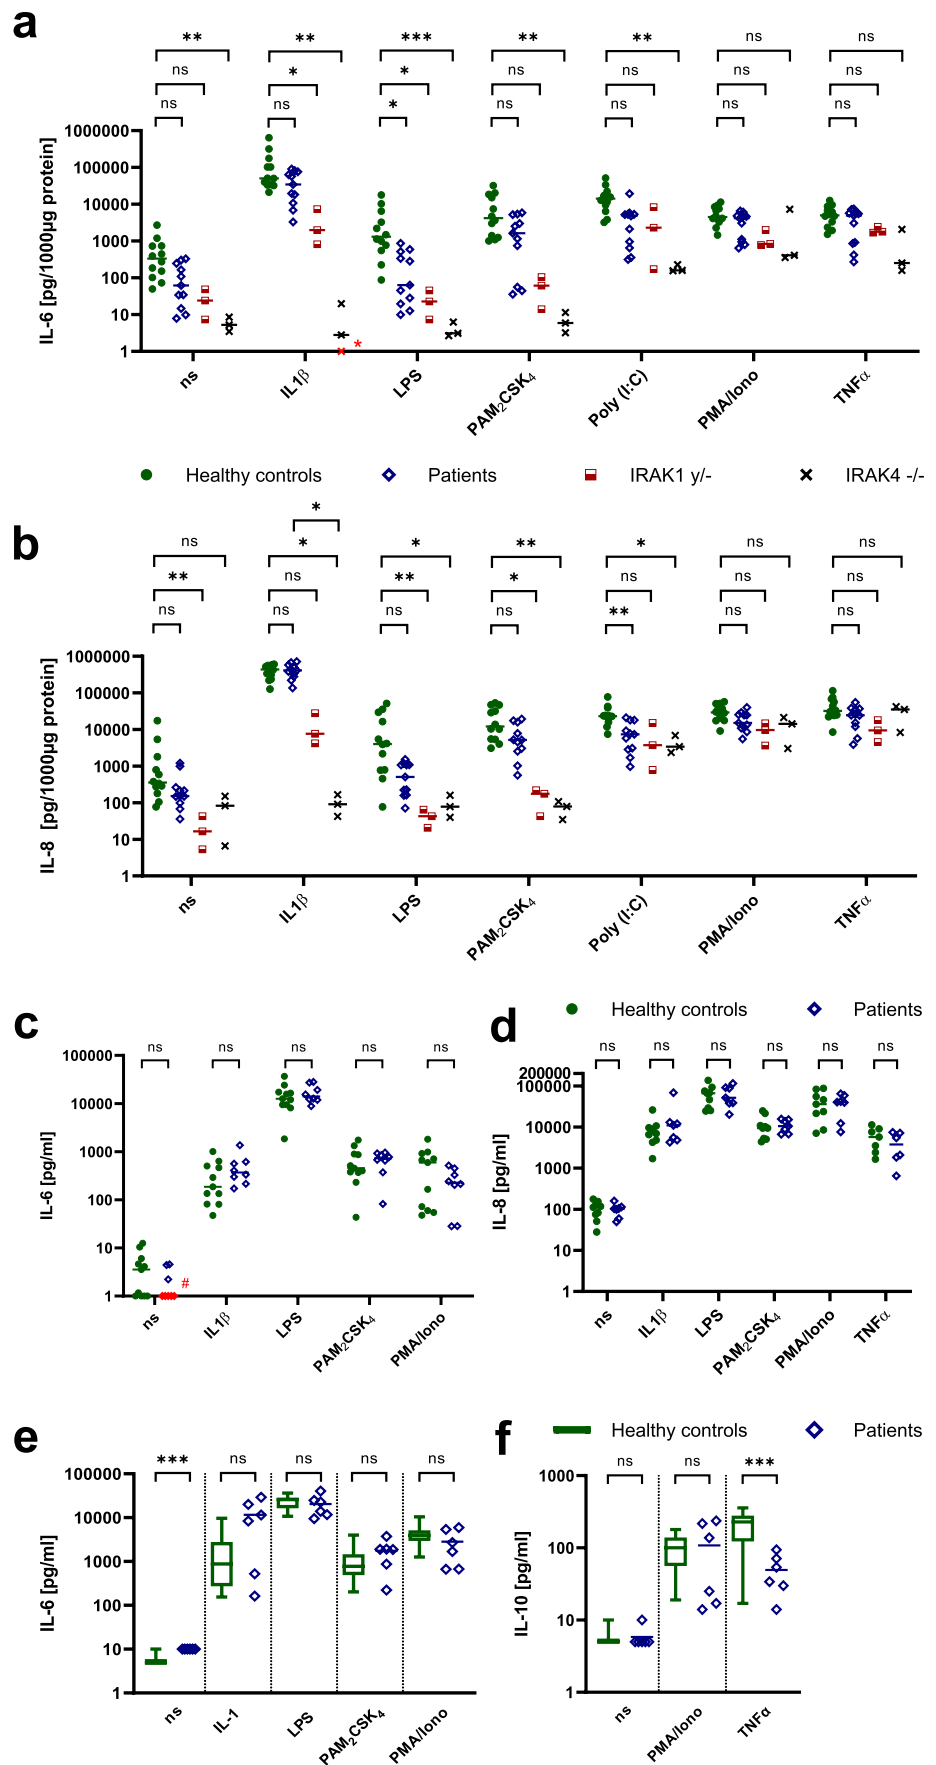 a
** ** *** ** ** ns ns
ns * * ns ns ns ns
ns ns * ns ns ns ns
IL-6 [pg/1000µg protein]
1000000
100000
10000
1000
100
10
1
*
ns IL1β LPS PAM2CSK4 Poly (I:C) PMA/Iono TNFα
Healthy controls Patients IRAK1 y/- IRAK4 -/-
b
*
ns * * ** * ns ns
** ns ** * ns ns ns
ns ns ns ns ** ns ns
IL-8 [pg/1000µg protein]
1000000
100000
10000
1000
100
10
1
ns IL1β LPS PAM2CSK4 Poly (I:C) PMA/Iono TNFα
Healthy controls Patients
c
ns ns ns ns ns
IL-6 [pg/ml]
100000
10000
1000
100
10
1
#
ns IL1β LPS PAM2CSK4 PMA/Iono
d
ns ns ns ns ns ns
IL-8 [pg/ml]
200000
100000
10000
1000
100
10
1
ns IL1β LPS PAM2CSK4 PMA/Iono TNFα
Healthy controls Patients
e
*** ns ns ns ns
IL-6 [pg/ml]
100000
10000
1000
100
10
1
ns IL-1 LPS PAM2CSK4 PMA/Iono
f
ns ns ***
IL-10 [pg/ml]
1000
100
10
1
ns PMA/Iono TNFα